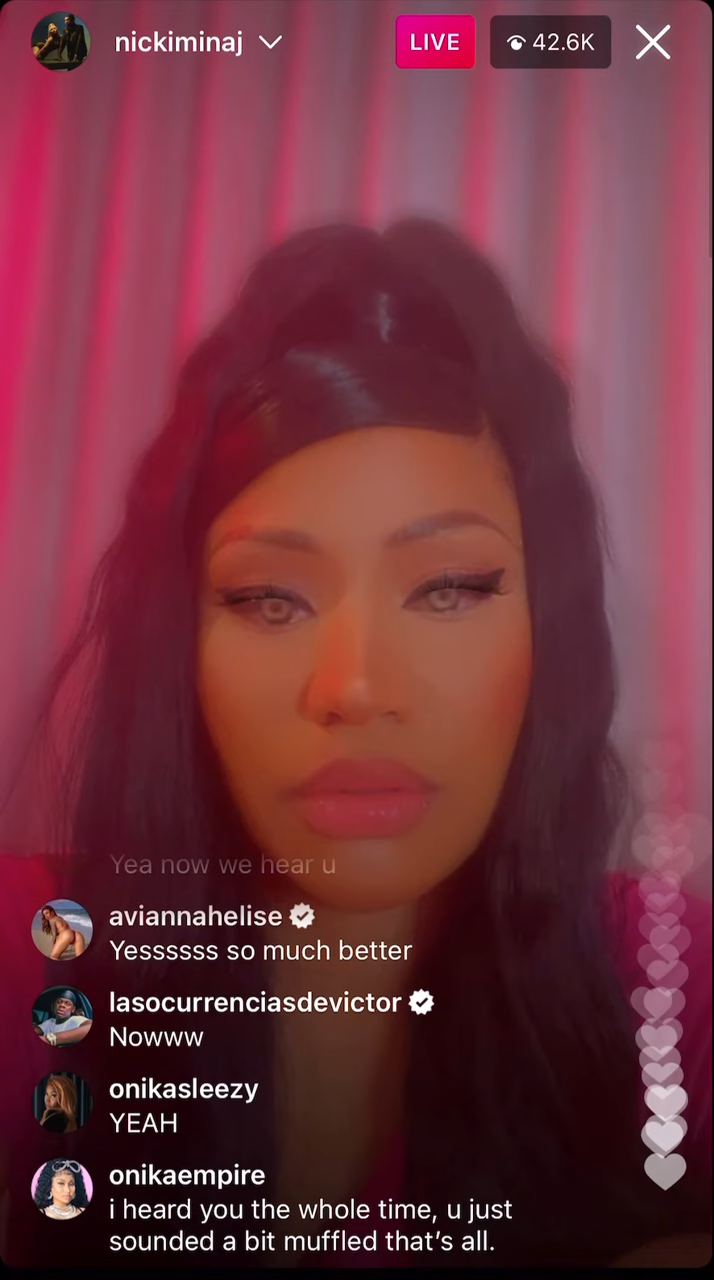 nickiminaj
LIVE
42.6K
Yea now we hear u
aviannahelise
Yessssss so much better
lasocurrenciasdevictor
Nowww
onikasleezy
YEAH
onikaempire
i heard you the whole time, u just
sounded a bit muffled that's all.